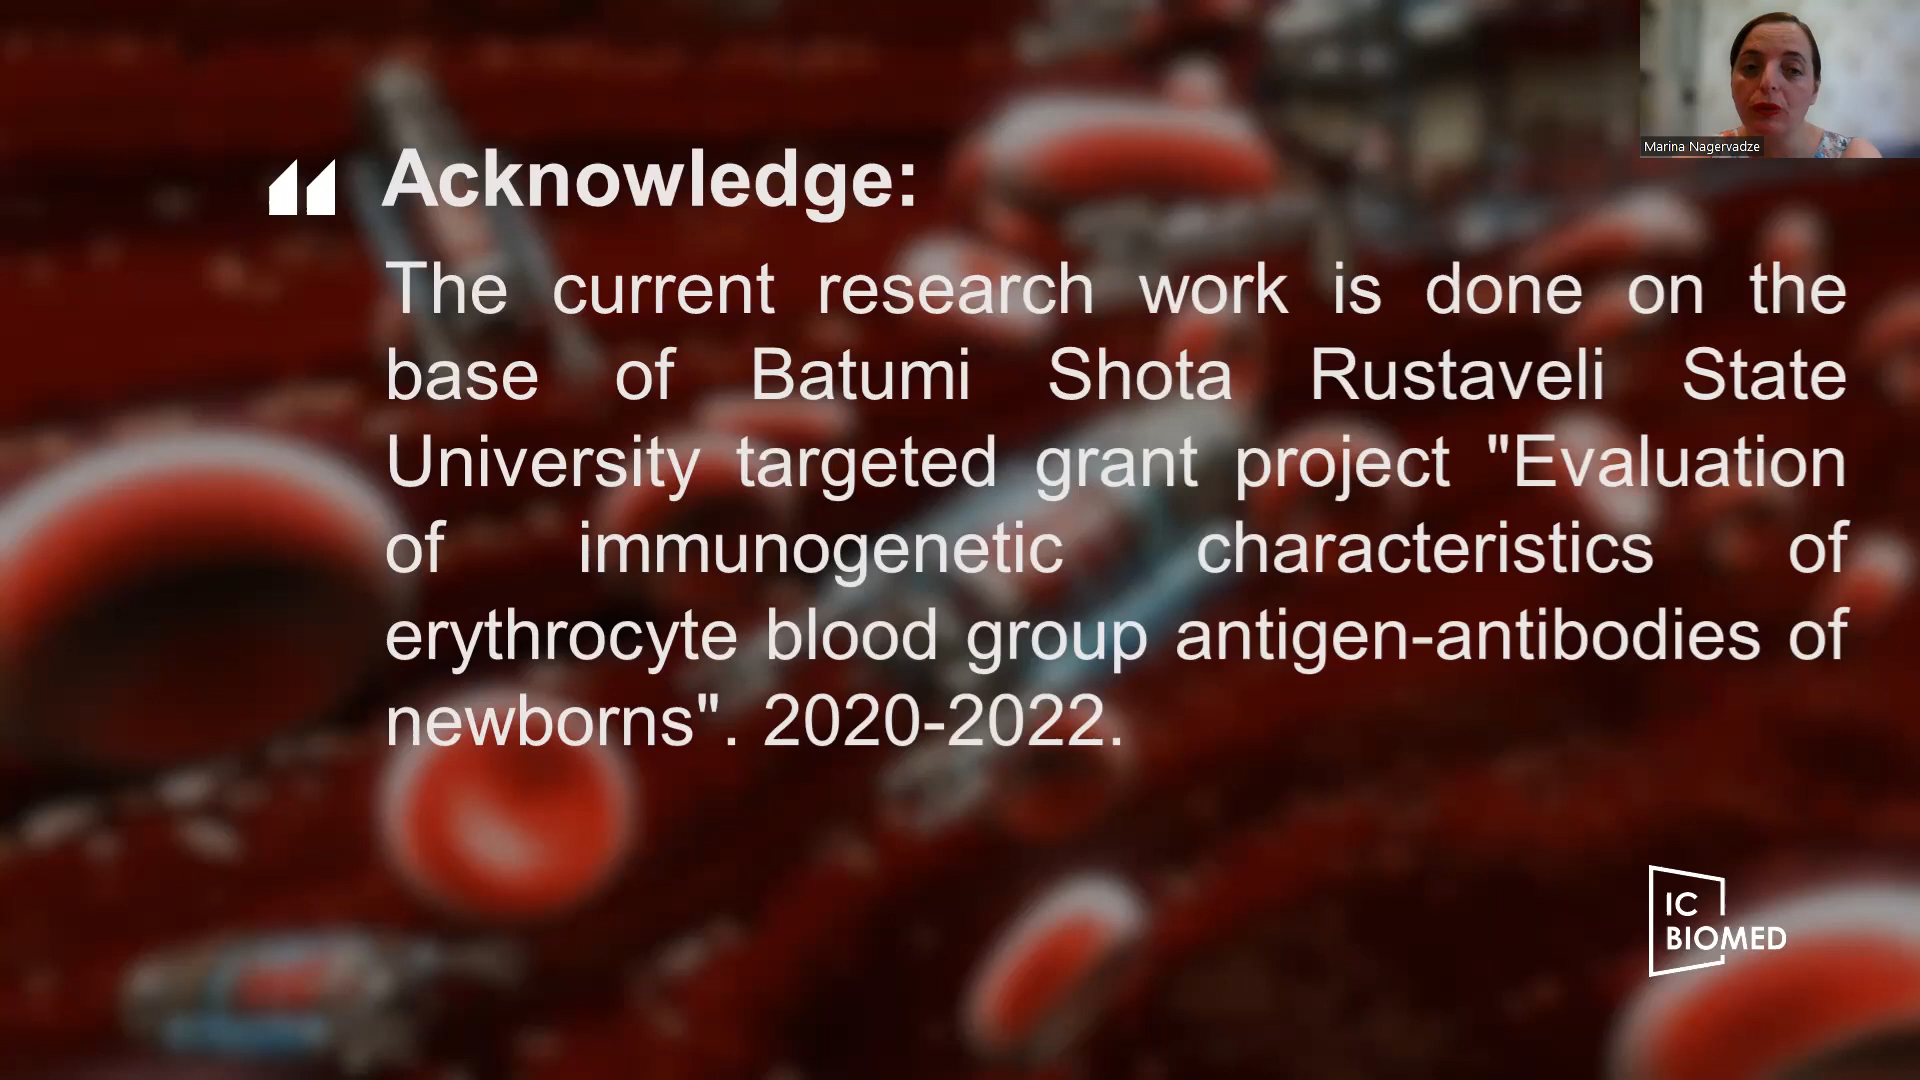 Marina Nagervadze
Acknowledge:
The current research work is done on the
base of Batumi Shota Rustaveli State
University targeted grant project "Evaluation
of immunogenetic characteristics of
erythrocyte blood group antigen-antibodies of
newborns". 2020-2022.
IC
BIOMED